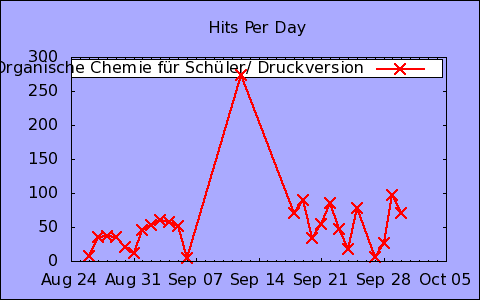 Hits Per Day
Organische Chemie für Schüler/ Druckversion
300
250
200
150
100
50
0
Aug 24 Aug 31 Sep 07 Sep 14 Sep 21 Sep 28 Oct 05